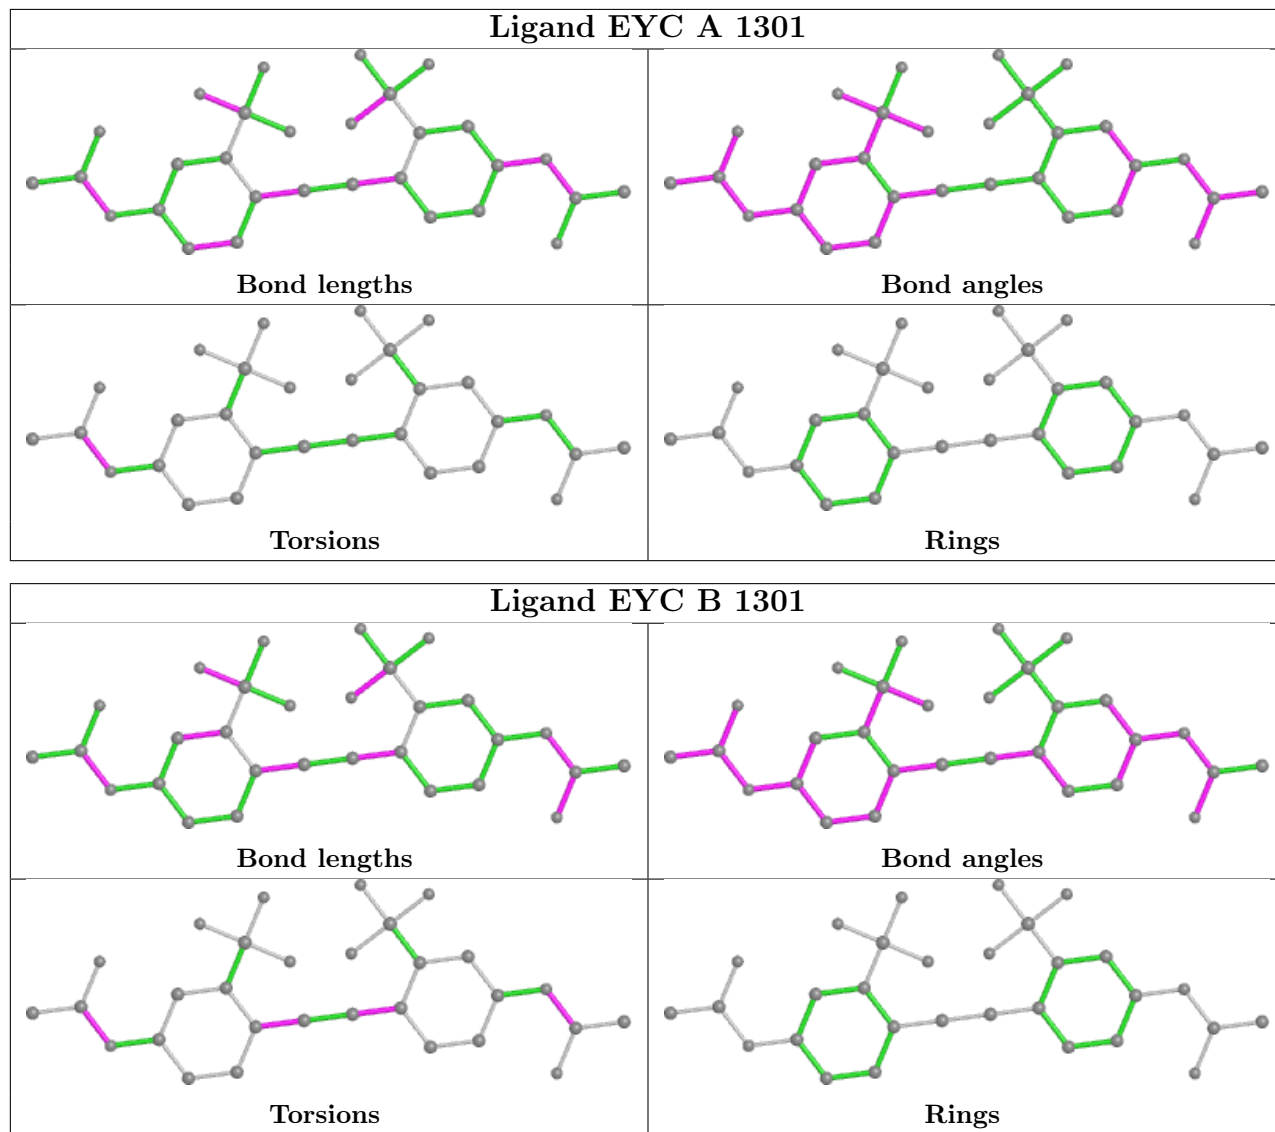 Ligand EYC A 1301
Bond lengths
Bond angles
Torsions
Rings
Ligand EYC B 1301
Bond lengths
Bond angles
Torsions
Rings